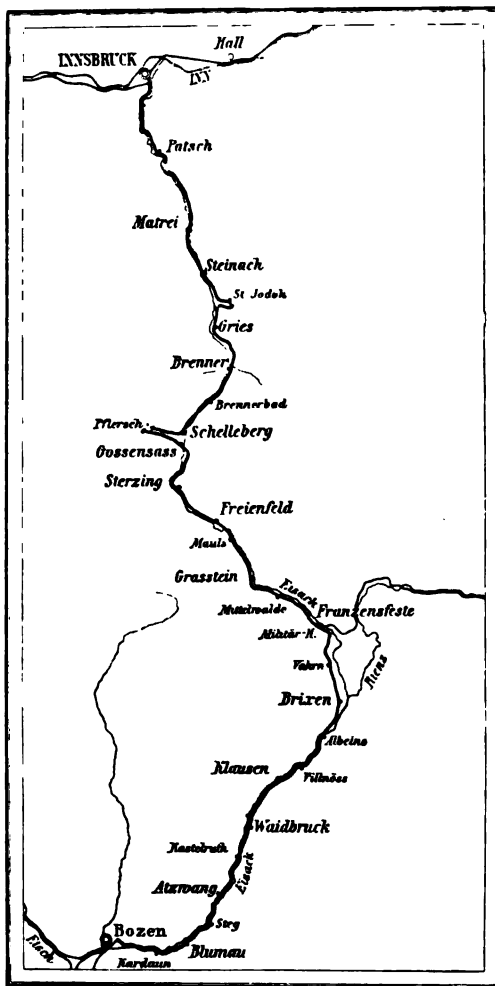 Hall
INNSBRUCK
INN
Patsch
Matrei
Steinach
St Jodok
Gries
Brenner
Brennerbad
Pflersch
Schelleberg
Gossensass
Sterzing
Freienfeld
Mauls
Grasstein
Eisack
Mittelwalde
Franzensfeste
Militär-H.
Vahrn
Riens
Brixen
Albeins
Klausen
Villnöss
Waidbruck
Kastelruth
Eisack
Atzwang
Steg
Bozen
Etsch
Blumau
Kardaun